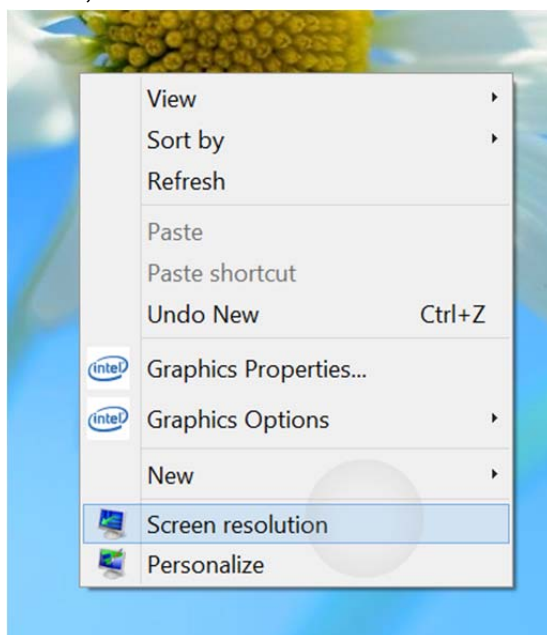 View
Sort by
Refresh
Paste
Paste shortcut
Undo New Ctrl+Z
intel Graphics Properties...
intel Graphics Options
New
Screen resolution
Personalize